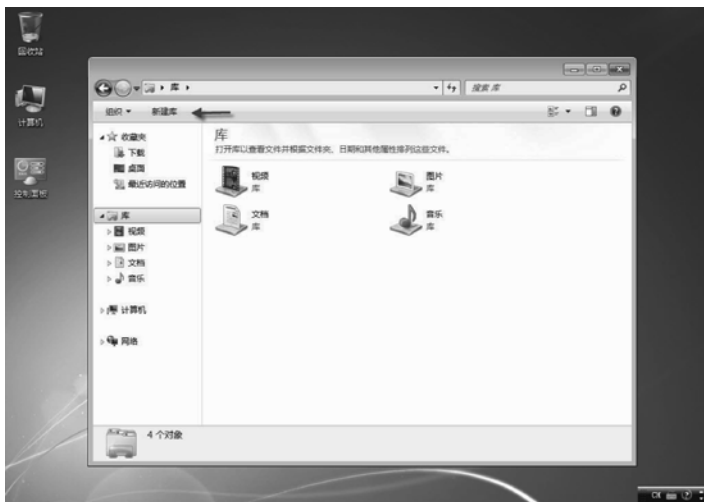 回收站
计算机
控制面板
库
搜索 库
组织 新建库
收藏夹
下载
桌面
最近访问的位置
库
视频
图片
文档
音乐
计算机
网络
库
打开库以查看文件并根据文件夹、日期和其他属性排列这些文件。
视频
库
图片
库
文档
库
音乐
库
4 个对象